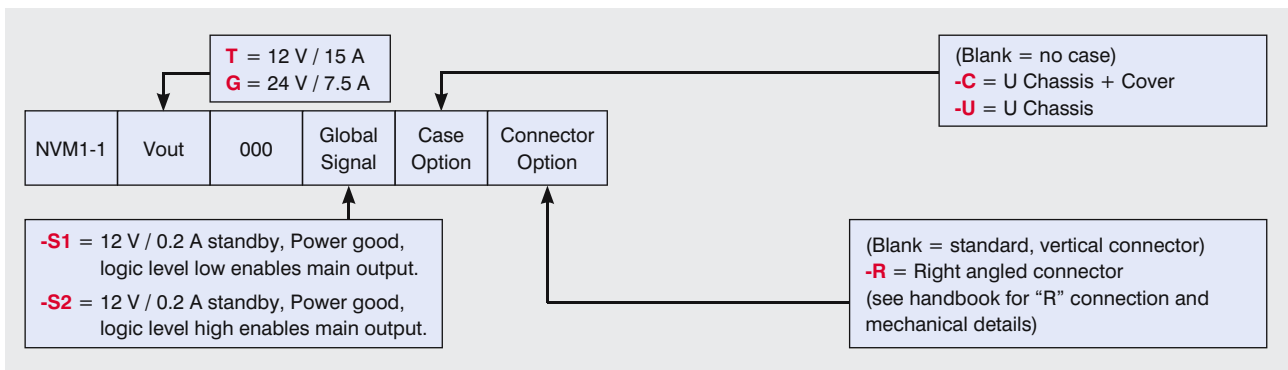 T = 12 V / 15 A
G = 24 V / 7.5 A
(Blank = no case)
-C = U Chassis + Cover
-U = U Chassis
NVM1-1
Vout
000
Global
Signal
Case
Option
Connector
Option
-S1 = 12 V / 0.2 A standby, Power good,
logic level low enables main output.
-S2 = 12 V / 0.2 A standby, Power good,
logic level high enables main output.
(Blank = standard, vertical connector)
-R = Right angled connector
(see handbook for “R” connection and
mechanical details)